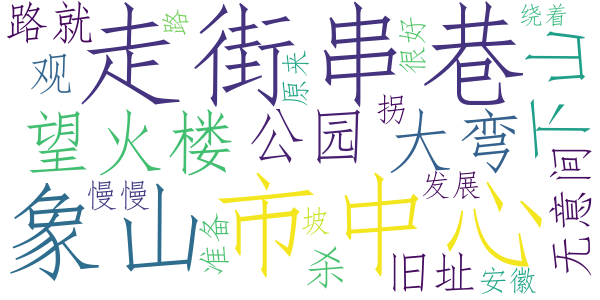 路就
走街串巷
路
很好
绕着
观
原来
下山
望火楼
公园
拐
大弯
无意间
象山
慢慢
市中心
发展
准备
坡
杀
旧址
安徽